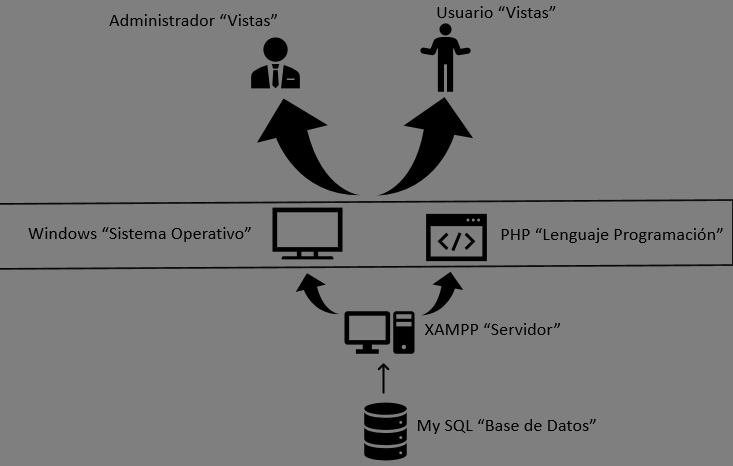 Administrador “Vistas”
Usuario “Vistas”
Windows “Sistema Operativo”
PHP “Lenguaje Programación”
XAMPP “Servidor”
My SQL “Base de Datos”